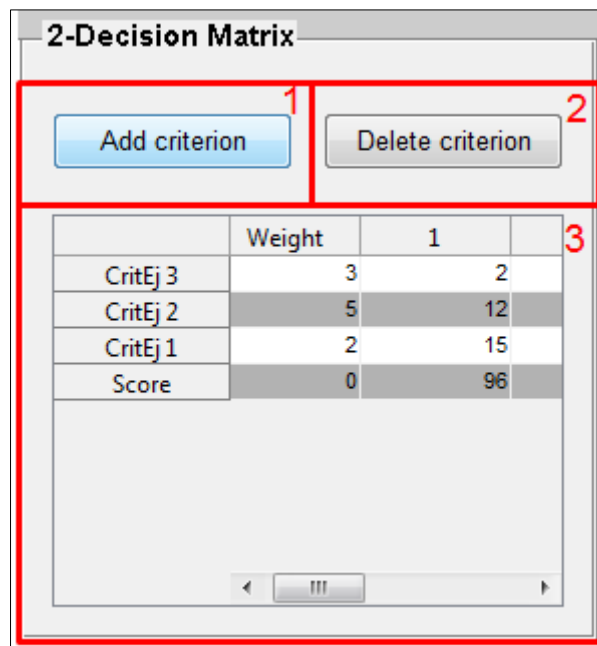 2-Decision Matrix
1 2
Add criterion Delete criterion
3
Weight 1
CritEj 3 3 2
CritEj 2 5 12
CritEj 1 2 15
Score 0 96